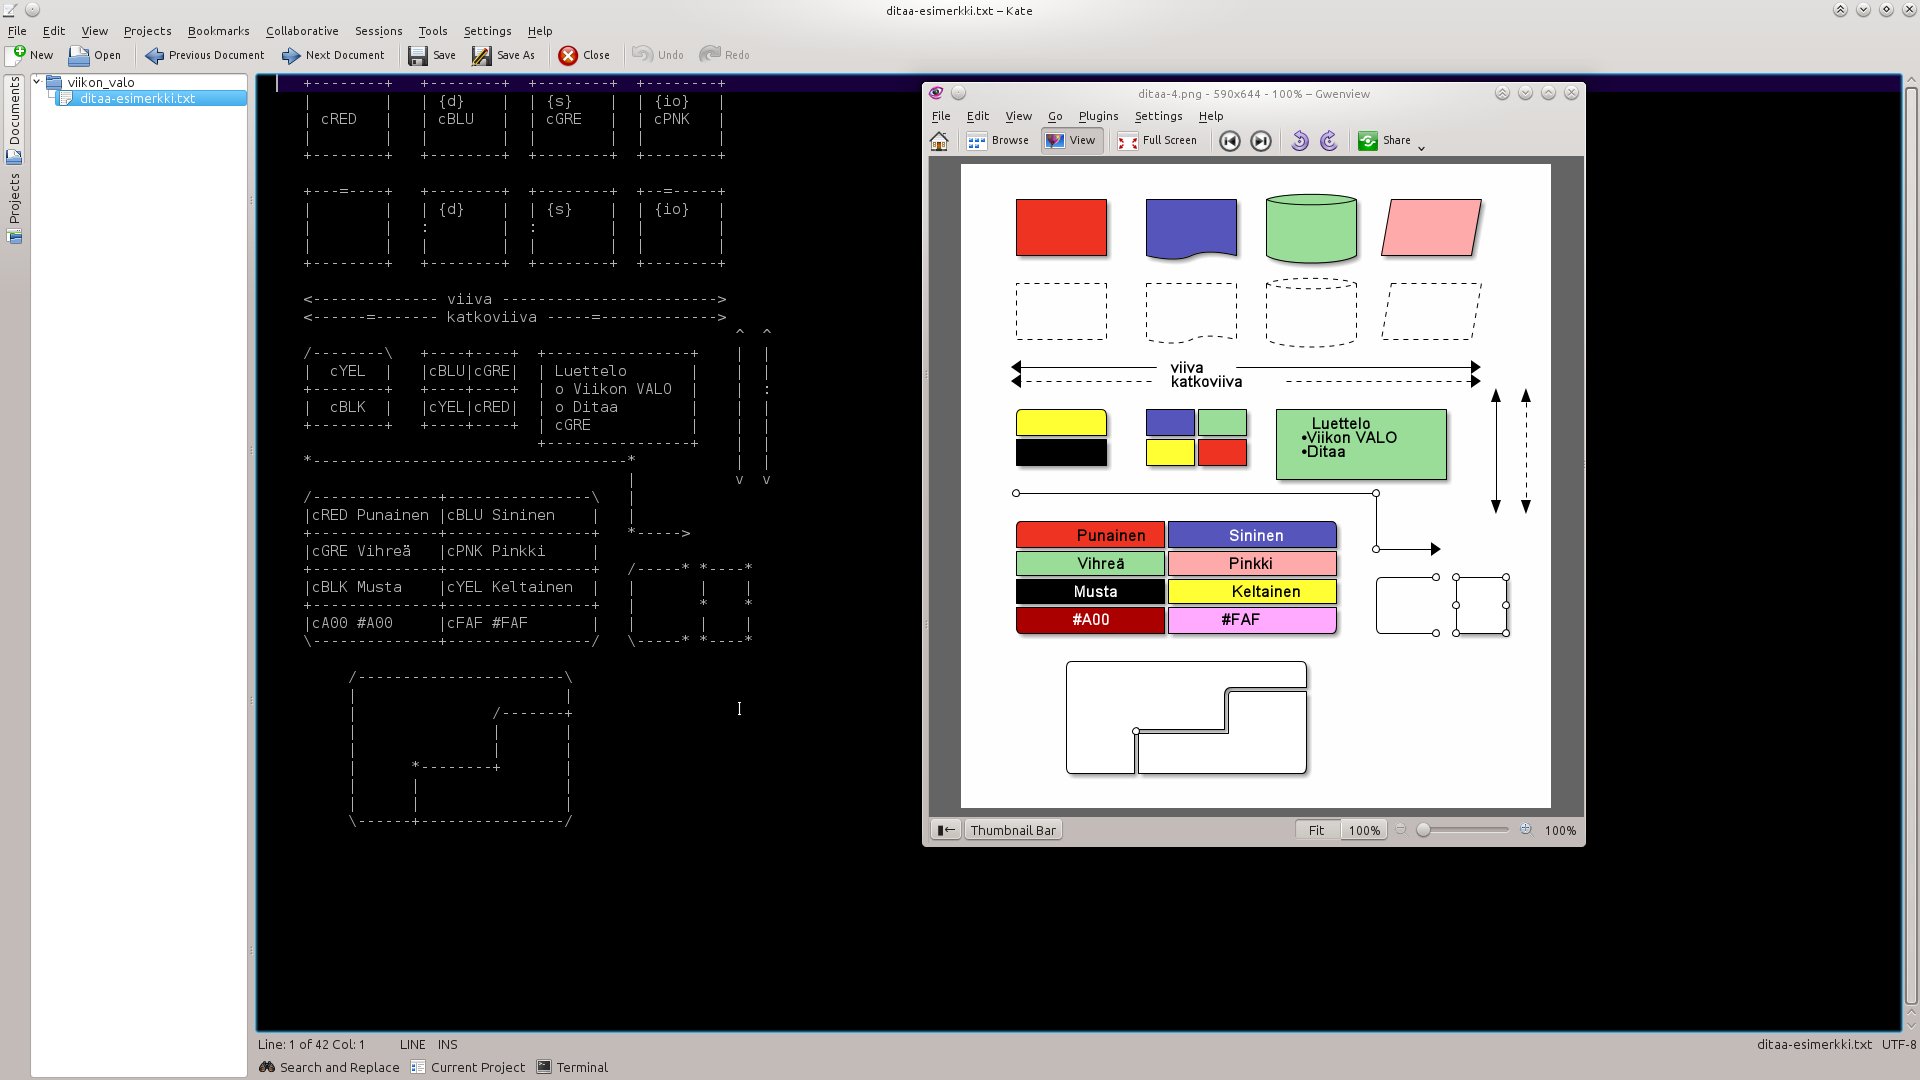 ditaa-esimerkki.txt – Kate
File Edit View Projects Bookmarks Collaborative Sessions Tools Settings Help
New Open Previous Document Next Document Save Save As Close Undo Redo
Documents
Projects
viikon_valo
ditaa-esimerkki.txt
+--------+   +--------+  +--------+  +--------+
|        |   | {d}    |  | {s}    |  | {io}   |
| cRED   |   | cBLU   |  | cGRE   |  | cPNK   |
|        |   |        |  |        |  |        |
+--------+   +--------+  +--------+  +--------+
+---=----+   +--------+  +--------+  +--=-----+
|        |   | {d}    |  | {s}    |  | {io}   |
|        |   :        |  :        |  |        |
|        |   |        |  |        |  |        |
+--------+   +--------+  +--------+  +--------+
<-------------- viiva ------------------------>
<------=------- katkoviiva -----=------------->
                                                ^  ^
/--------\   +----+----+  +----------------+    |  |
|  cYEL  |   |cBLU|cGRE|  | Luettelo       |    |  |
+--------+   +----+----+  | o Viikon VALO  |    |  :
|  cBLK  |   |cYEL|cRED|  | o Ditaa        |    |  |
+--------+   +----+----+  | cGRE           |    |  |
                          +----------------+    |  |
*-----------------------------------*           |  |
                                    |           v  v
/--------------+----------------\   |
|cRED Punainen |cBLU Sininen    |   |
+--------------+----------------+   *----->
|cGRE Vihreä   |cPNK Pinkki     |
+--------------+----------------+   /-----* *----*
|cBLK Musta    |cYEL Keltainen  |   |       |    |
+--------------+----------------+   |       *    *
|cA00 #A00     |cFAF #FAF       |   |       |    |
\--------------+----------------/   \-----* *----*
     /-----------------------\
     |                       |
     |               /-------+
     |               |       |
     |               |       |
     |      *--------+       |
     |      |                |
     |      |                |
     \------+----------------/
ditaa-4.png - 590x644 - 100% – Gwenview
File Edit View Go Plugins Settings Help
Browse View Full Screen Share
viiva
katkoviiva
Luettelo
•Viikon VALO
•Ditaa
Punainen Sininen
Vihreä Pinkki
Musta Keltainen
#A00 #FAF
Thumbnail Bar Fit 100% 100%
Line: 1 of 42 Col: 1 LINE INS ditaa-esimerkki.txt UTF-8
Search and Replace Current Project Terminal